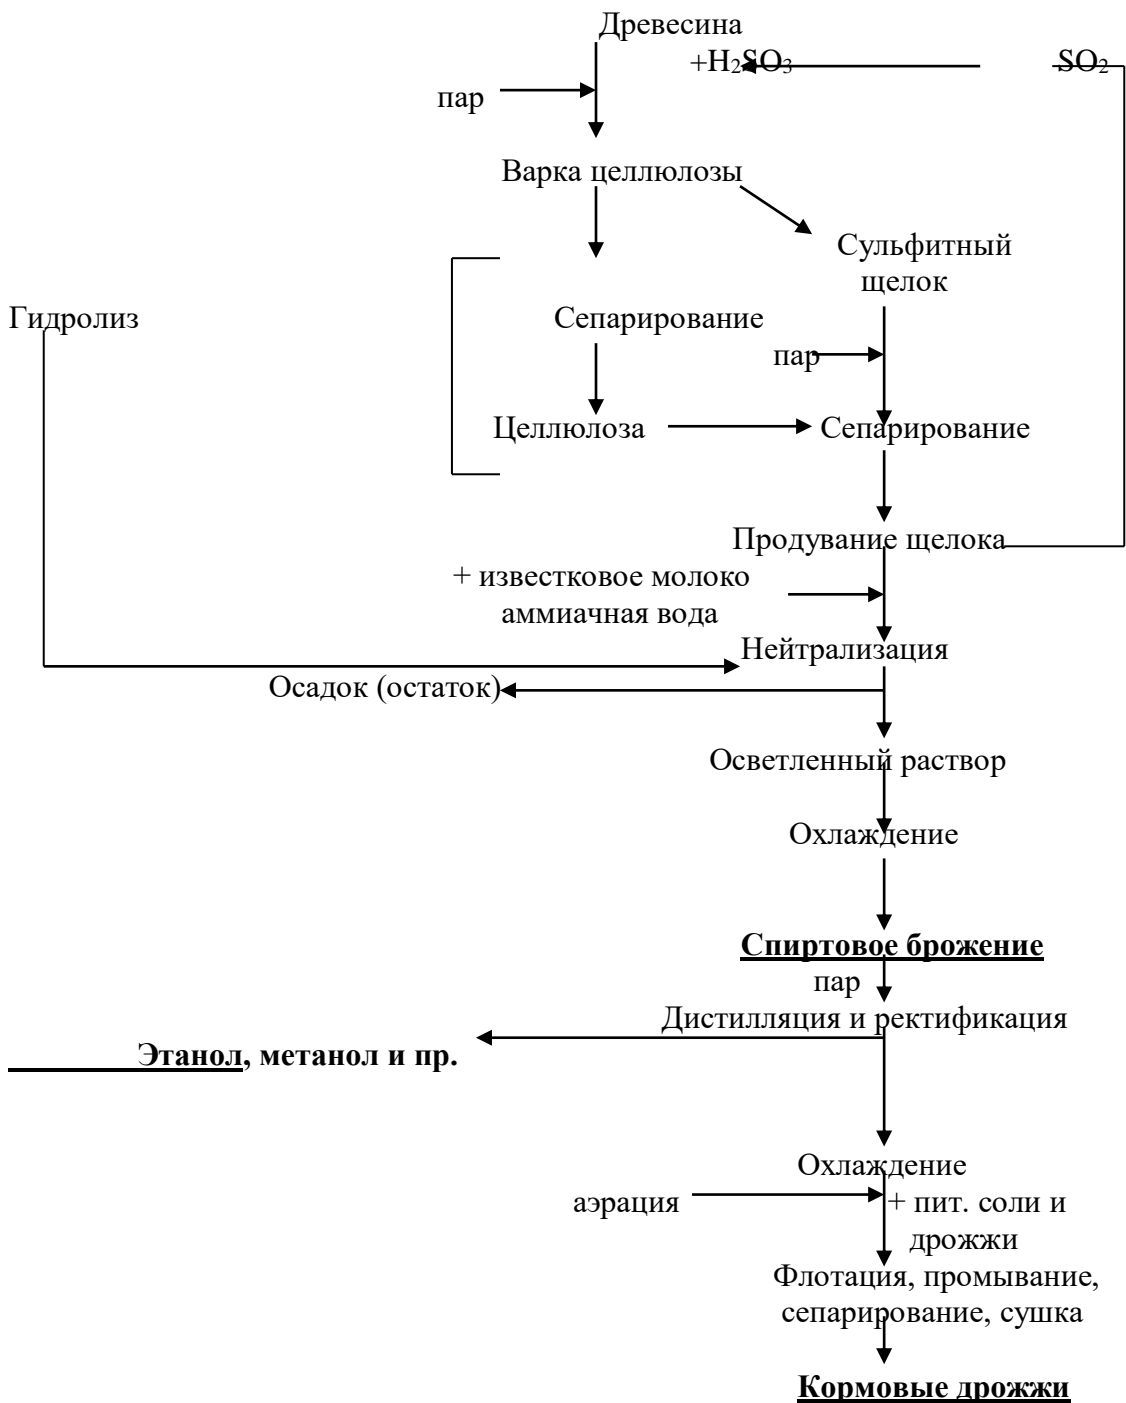 Древесина
+H₂SO₃ SO₂
пар
Варка целлюлозы
Сульфитный
щелок
Гидролиз Сепарирование
пар
Целлюлоза Сепарирование
Продувание щелока
+ известковое молоко
аммиачная вода
Нейтрализация
Осадок (остаток)
Осветленный раствор
Охлаждение
Спиртовое брожение
пар
Дистилляция и ректификация
Этанол, метанол и пр.
Охлаждение
аэрация + пит. соли и
дрожжи
Флотация, промывание,
сепарирование, сушка
Кормовые дрожжи